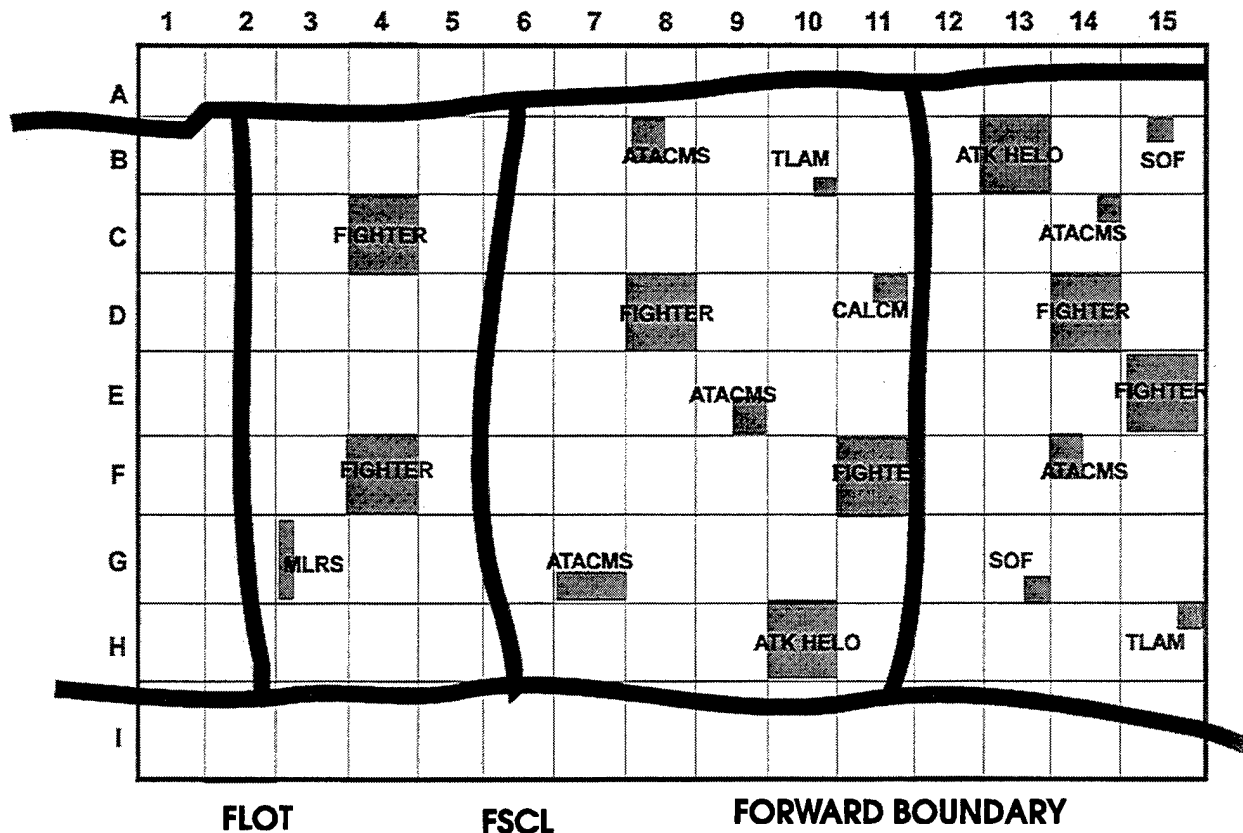 1 2 3 4 5 6 7 8 9 10 11 12 13 14 15
A
B ATACMS TLAM ATK HELO SOF
C FIGHTER ATACMS
D FIGHTER CALCM FIGHTER
E ATACMS FIGHTER
F FIGHTER FIGHTE ATACMS
G MLRS ATACMS SOF
H ATK HELO TLAM
I
FLOT FSCL FORWARD BOUNDARY